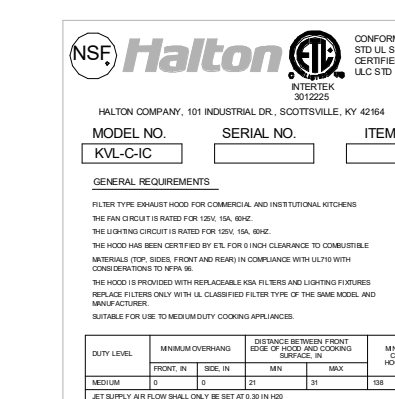 NSF
Halton
ETL
INTERTEK
3012225
STD UL
ULC STD
HALTON COMPANY, 101 INDUSTRIAL DR., SCOTTSVILLE, KY 42164
MODEL NO. SERIAL NO. ITEM
KVL-C-IC
GENERAL REQUIREMENTS
FILTER TYPE EXHAUST HOOD FOR COMMERCIAL AND INSTITUTIONAL KITCHENS
THE FAN CIRCUIT IS RATED FOR 125V, 15A, 60HZ.
THE LIGHTING CIRCUIT IS RATED FOR 125V, 15A, 60HZ.
THE HOOD HAS BEEN CERTIFIED BY ETL FOR 0 INCH CLEARANCE TO COMBUSTIBLE
MATERIALS (TOP, SIDES, FRONT AND REAR) IN COMPLIANCE WITH UL710 WITH
CONSIDERATIONS TO NFPA 96.
THE HOOD IS PROVIDED WITH REPLACEABLE KSA FILTERS AND LIGHTING FIXTURES
REPLACE FILTERS ONLY WITH UL CLASSIFIED FILTER TYPE OF THE SAME MODEL AND
MANUFACTURER.
SUITABLE FOR USE TO MEDIUM DUTY COOKING APPLIANCES.
DUTY LEVEL MINIMUM OVERHANG DISTANCE BETWEEN FRONT
EDGE OF HOOD AND COOKING
SURFACE, IN
FRONT, IN SIDE, IN MIN MAX
MEDIUM 0 0 21 31 138
JET SUPPLY AIR FLOW SHALL ONLY BE SET AT 0.30 IN H20